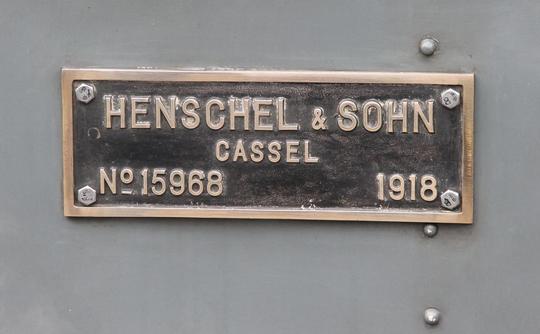 HENSCHEL & SOHN
CASSEL
No 15968 1918